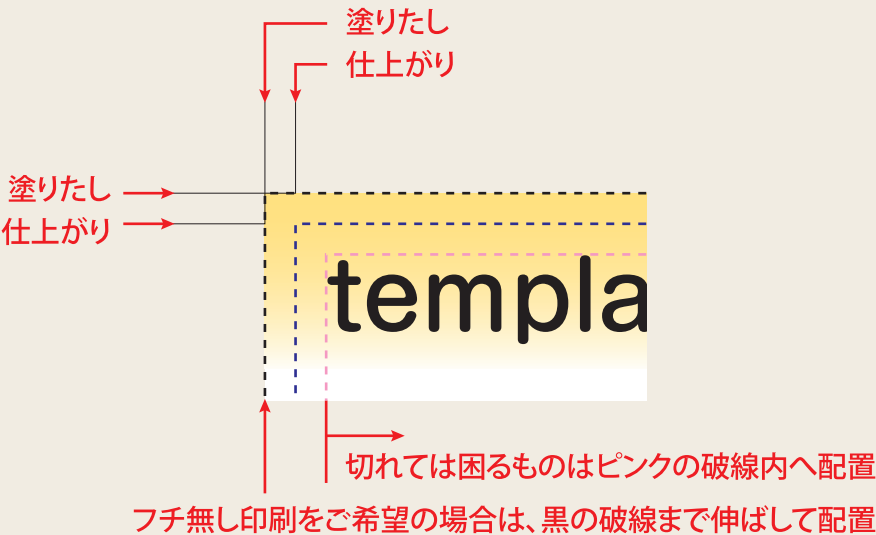 塗りたし
仕上がり
塗りたし
仕上がり
templa
切れては困るものはピンクの破線内へ配置
フチ無し印刷をご希望の場合は、黒の破線まで伸ばして配置